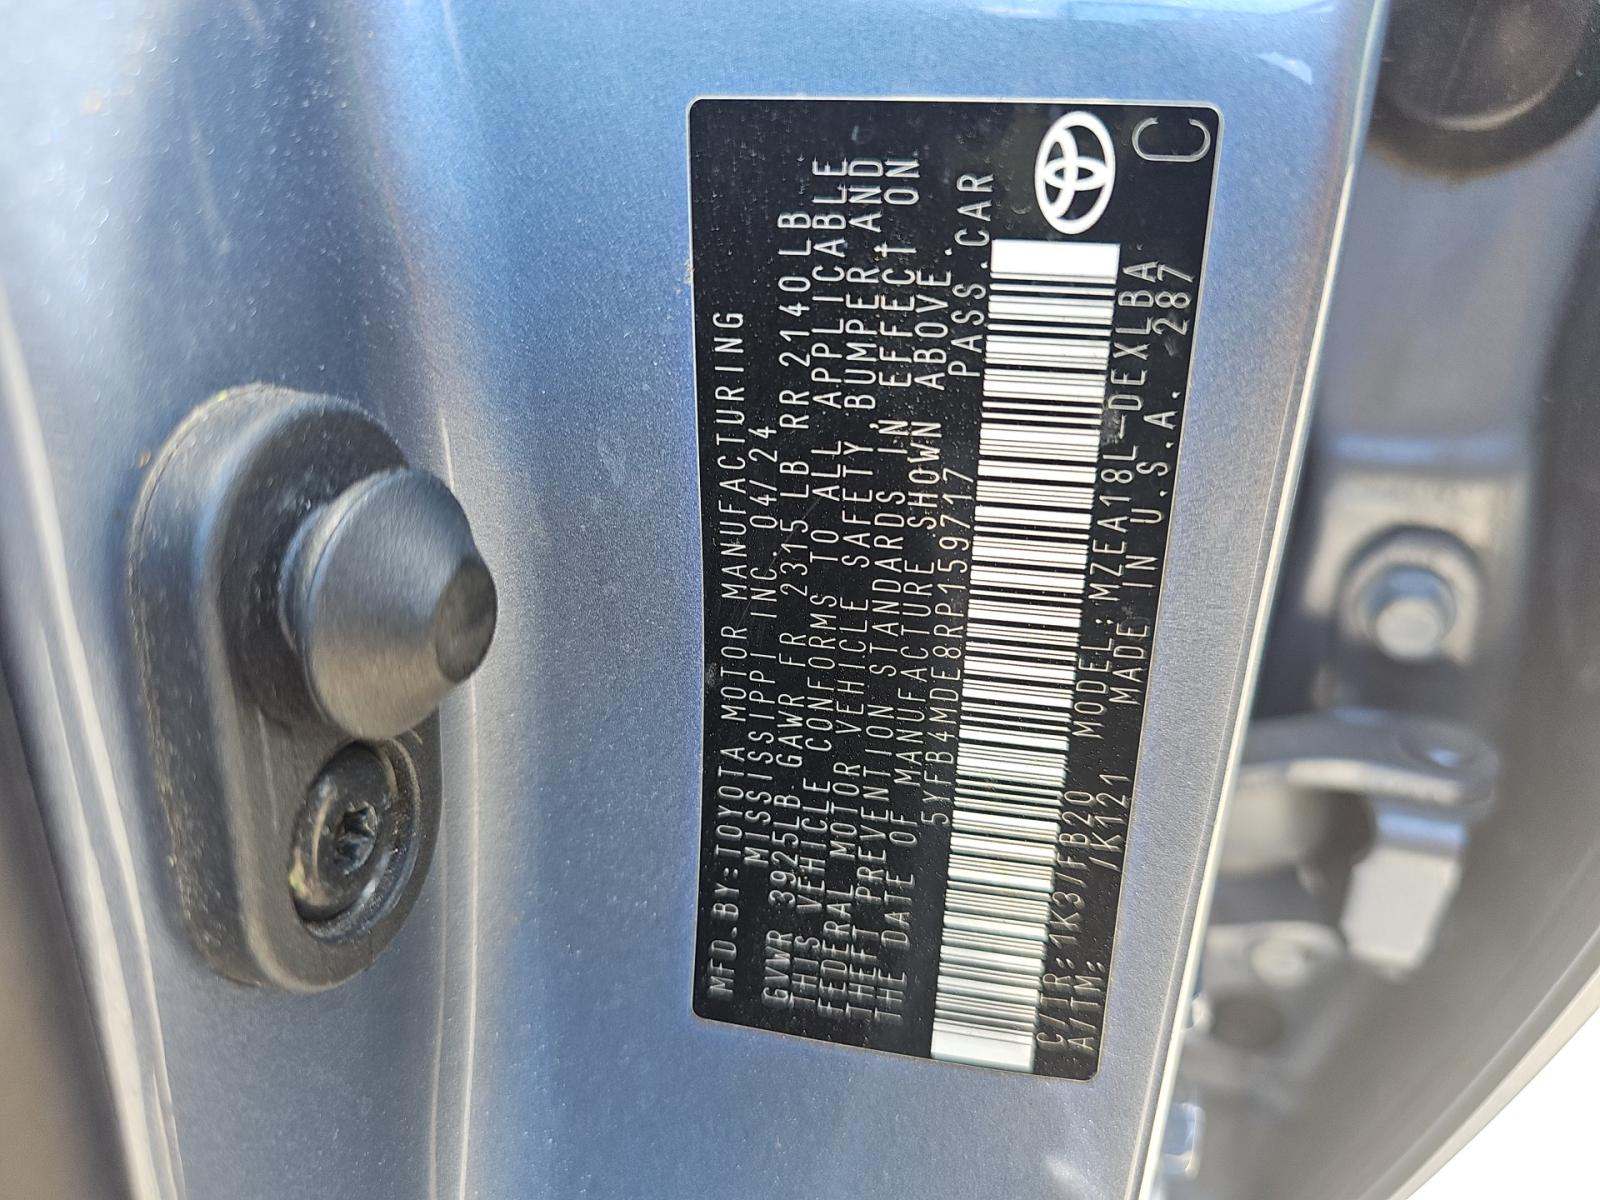 MFD.BY:TOYOTA MOTOR MANUFACTURING
MISSISSIPPI INC. 04/24
GVWR 3925LB GAWR FR 2315LB RR 2140LB
THIS VEHICLE CONFORMS TO ALL APPLICABLE
FEDERAL MOTOR VEHICLE SAFETY, BUMPER, AND
THEFT PREVENTION STANDARDS IN EFFECT ON
THE DATE OF MANUFACTURE SHOWN ABOVE.
5YFB4MDE8RP159717 PASS.CAR
C/TR:1K3/FB20 MODEL:MZEA18L-DEXLBA
A/TM: /K121 MADE IN U.S.A. 287
C